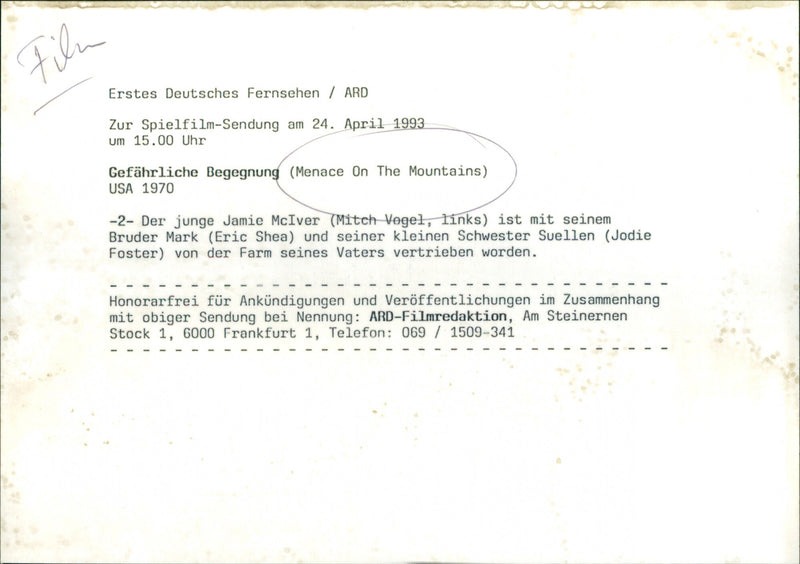 Film
Erstes Deutsches Fernsehen / ARD
Zur Spielfilm-Sendung am 24. April 1993
um 15.00 Uhr
Gefährliche Begegnung (Menace On The Mountains)
USA 1970
-2- Der junge Jamie McIver (Mitch Vogel, links) ist mit seinem
Bruder Mark (Eric Shea) und seiner kleinen Schwester Suellen (Jodie
Foster) von der Farm seines Vaters vertrieben worden.
- - - - - - - - - - - - - - - - - - - - - - - - - - - - - - - - - - -
Honorarfrei für Ankündigungen und Veröffentlichungen im Zusammenhang
mit obiger Sendung bei Nennung: ARD-Filmredaktion, Am Steinernen
Stock 1, 6000 Frankfurt 1, Telefon: 069 / 1509-341
- - - - - - - - - - - - - - - - - - - - - - - - - - - - - - - - - - -